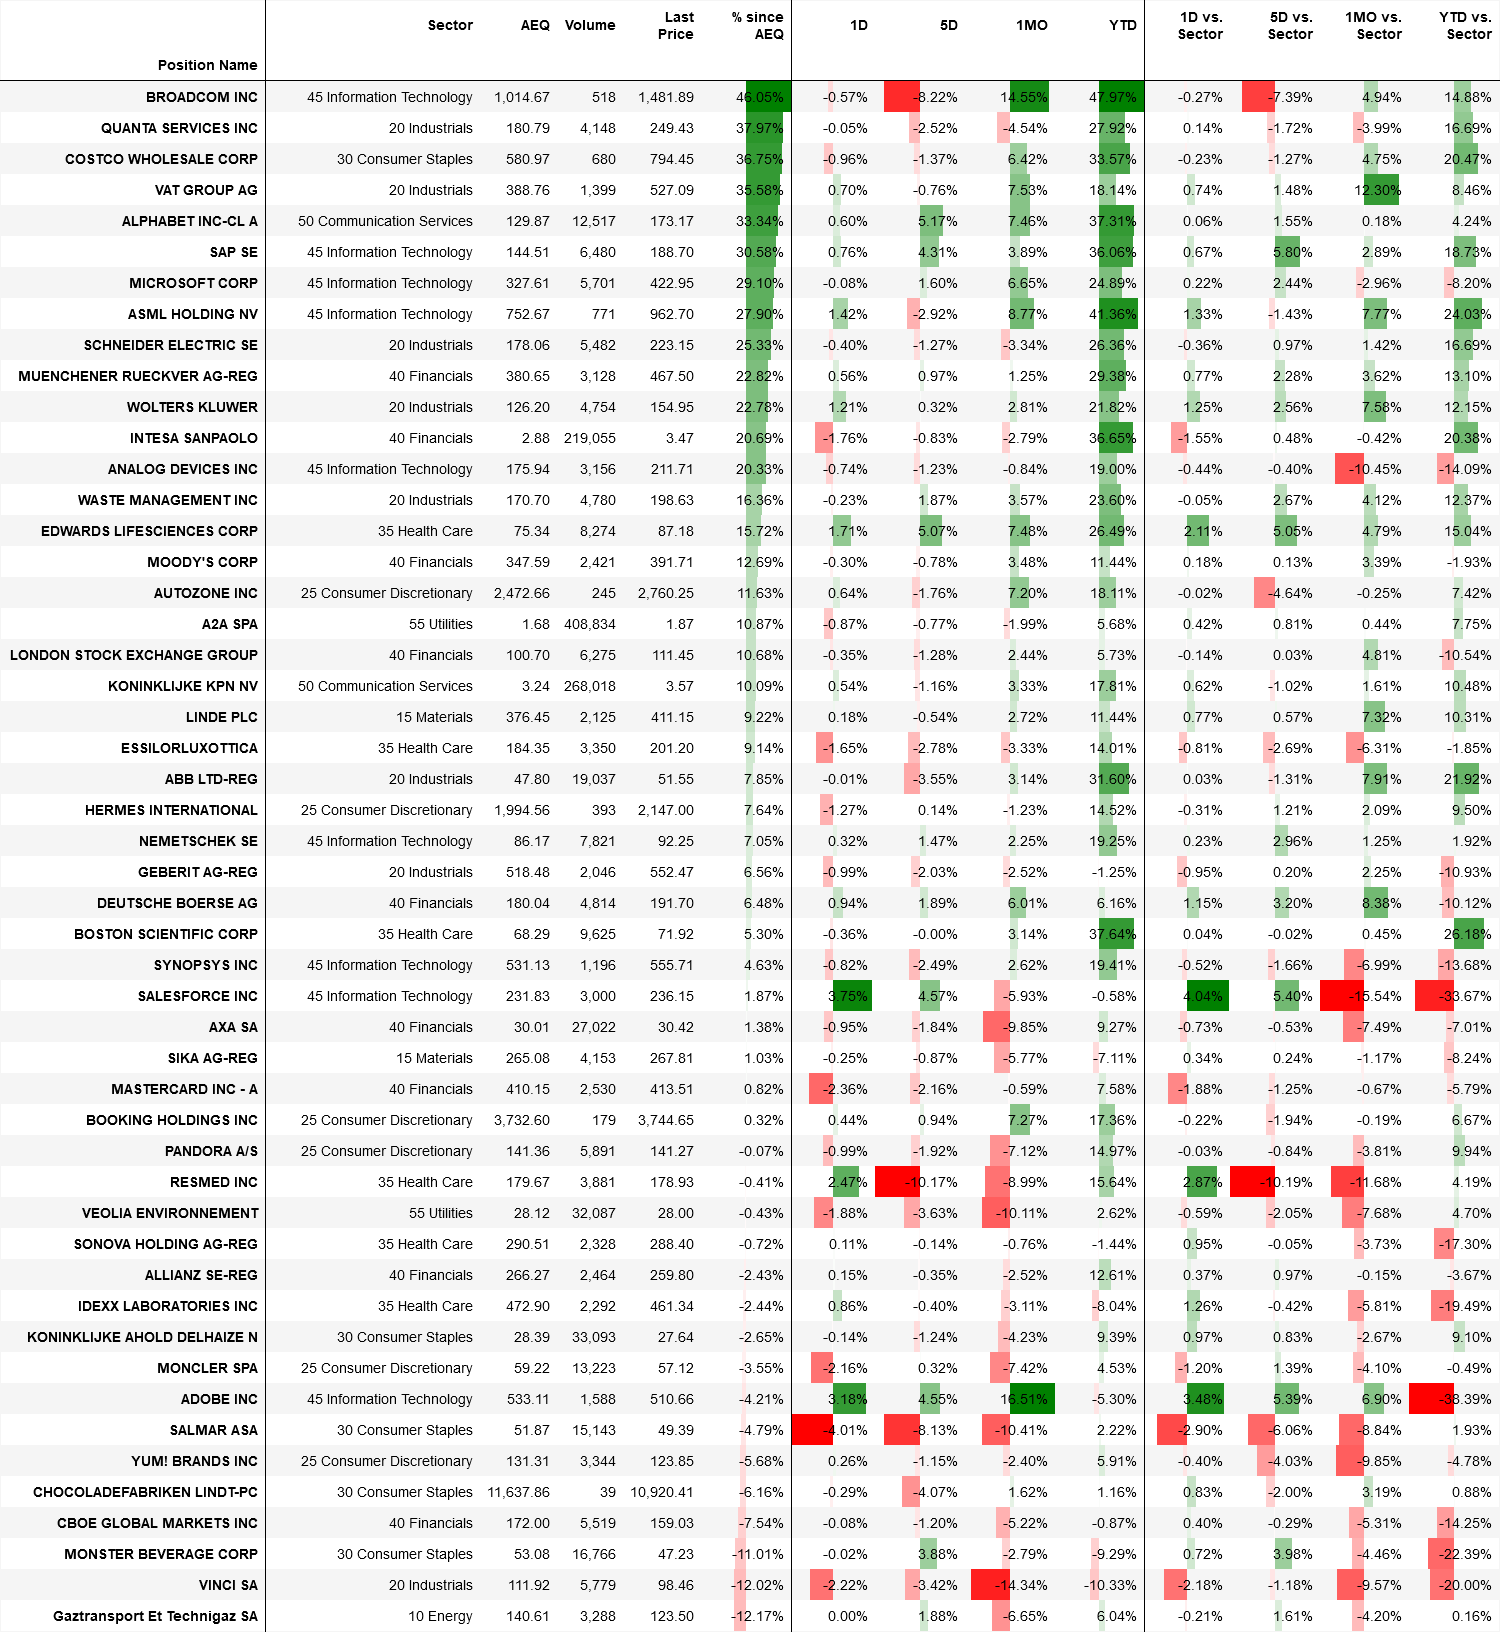 Position Name Sector AEQ Volume Last Price % since AEQ 1D 5D 1MO YTD 1D vs. Sector 5D vs. Sector 1MO vs. Sector YTD vs. Sector
BROADCOM INC 45 Information Technology 1,014.67 518 1,481.89 46.05% -0.57% -8.22% 14.55% 47.97% -0.27% -7.39% 4.94% 14.88%
QUANTA SERVICES INC 20 Industrials 180.79 4,148 249.43 37.97% -0.05% -2.52% -4.54% 27.92% 0.14% -1.72% -3.99% 16.69%
COSTCO WHOLESALE CORP 30 Consumer Staples 580.97 680 794.45 36.75% -0.96% -1.37% 6.42% 33.57% -0.23% -1.27% 4.75% 20.47%
VAT GROUP AG 20 Industrials 388.76 1,399 527.09 35.58% 0.70% -0.76% 7.53% 18.14% 0.74% 1.48% 12.30% 8.46%
ALPHABET INC-CL A 50 Communication Services 129.87 12,517 173.17 33.34% 0.60% 5.17% 7.46% 37.31% 0.06% 1.55% 0.18% 4.24%
SAP SE 45 Information Technology 144.51 6,480 188.70 30.58% 0.76% 4.31% 3.89% 36.06% 0.67% 5.80% 2.89% 18.73%
MICROSOFT CORP 45 Information Technology 327.61 5,701 422.95 29.10% -0.08% 1.60% 6.65% 24.89% 0.22% 2.44% -2.96% -8.20%
ASML HOLDING NV 45 Information Technology 752.67 771 962.70 27.90% 1.42% -2.92% 8.77% 41.36% 1.33% -1.43% 7.77% 24.03%
SCHNEIDER ELECTRIC SE 20 Industrials 178.06 5,482 223.15 25.33% -0.40% -1.27% -3.34% 26.36% -0.36% 0.97% 1.42% 16.69%
MUENCHENER RUECKVER AG-REG 40 Financials 380.65 3,128 467.50 22.82% 0.56% 0.97% 1.25% 29.38% 0.77% 2.28% 3.62% 13.10%
WOLTERS KLUWER 20 Industrials 126.20 4,754 154.95 22.78% 1.21% 0.32% 2.81% 21.82% 1.25% 2.56% 7.58% 12.15%
INTESA SANPAOLO 40 Financials 2.88 219,055 3.47 20.69% -1.76% -0.83% -2.79% 36.65% -1.55% 0.48% -0.42% 20.38%
ANALOG DEVICES INC 45 Information Technology 175.94 3,156 211.71 20.33% -0.74% -1.23% -0.84% 19.00% -0.44% -0.40% -10.45% -14.09%
WASTE MANAGEMENT INC 20 Industrials 170.70 4,780 198.63 16.36% -0.23% 1.87% 3.57% 23.60% -0.05% 2.67% 4.12% 12.37%
EDWARDS LIFESCIENCES CORP 35 Health Care 75.34 8,274 87.18 15.72% 1.71% 5.07% 7.48% 26.49% 2.11% 5.05% 4.79% 15.04%
MOODY'S CORP 40 Financials 347.59 2,421 391.71 12.69% -0.30% -0.78% 3.48% 11.44% 0.18% 0.13% 3.39% -1.93%
AUTOZONE INC 25 Consumer Discretionary 2,472.66 245 2,760.25 11.63% 0.64% -1.76% 7.20% 18.11% -0.02% -4.64% -0.25% 7.42%
A2A SPA 55 Utilities 1.68 408,834 1.87 10.87% -0.87% -0.77% -1.99% 5.68% 0.42% 0.81% 0.44% 7.75%
LONDON STOCK EXCHANGE GROUP 40 Financials 100.70 6,275 111.45 10.68% -0.35% -1.28% 2.44% 5.73% -0.14% 0.03% 4.81% -10.54%
KONINKLIJKE KPN NV 50 Communication Services 3.24 268,018 3.57 10.09% 0.54% -1.16% 3.33% 17.81% 0.62% -1.02% 1.61% 10.48%
LINDE PLC 15 Materials 376.45 2,125 411.15 9.22% 0.18% -0.54% 2.72% 11.44% 0.77% 0.57% 7.32% 10.31%
ESSILORLUXOTTICA 35 Health Care 184.35 3,350 201.20 9.14% -1.65% -2.78% -3.33% 14.01% -0.81% -2.69% -6.31% -1.85%
ABB LTD-REG 20 Industrials 47.80 19,037 51.55 7.85% -0.01% -3.55% 3.14% 31.60% 0.03% -1.31% 7.91% 21.92%
HERMES INTERNATIONAL 25 Consumer Discretionary 1,994.56 393 2,147.00 7.64% -1.27% 0.14% -1.23% 14.52% -0.31% 1.21% 2.09% 9.50%
NEMETSCHEK SE 45 Information Technology 86.17 7,821 92.25 7.05% 0.32% 1.47% 2.25% 19.25% 0.23% 2.96% 1.25% 1.92%
GEBERIT AG-REG 20 Industrials 518.48 2,046 552.47 6.56% -0.99% -2.03% -2.52% -1.25% -0.95% 0.20% 2.25% -10.93%
DEUTSCHE BOERSE AG 40 Financials 180.04 4,814 191.70 6.48% 0.94% 1.89% 6.01% 6.16% 1.15% 3.20% 8.38% -10.12%
BOSTON SCIENTIFIC CORP 35 Health Care 68.29 9,625 71.92 5.30% -0.36% -0.00% 3.14% 37.64% 0.04% -0.02% 0.45% 26.18%
SYNOPSYS INC 45 Information Technology 531.13 1,196 555.71 4.63% -0.82% -2.49% 2.62% 19.41% -0.52% -1.66% -6.99% -13.68%
SALESFORCE INC 45 Information Technology 231.83 3,000 236.15 1.87% 3.75% 4.57% -5.93% -0.58% 4.04% 5.40% -15.54% -33.67%
AXA SA 40 Financials 30.01 27,022 30.42 1.38% -0.95% -1.84% -9.85% 9.27% -0.73% -0.53% -7.49% -7.01%
SIKA AG-REG 15 Materials 265.08 4,153 267.81 1.03% -0.25% -0.87% -5.77% -7.11% 0.34% 0.24% -1.17% -8.24%
MASTERCARD INC - A 40 Financials 410.15 2,530 413.51 0.82% -2.36% -2.16% -0.59% 7.58% -1.88% -1.25% -0.67% -5.79%
BOOKING HOLDINGS INC 25 Consumer Discretionary 3,732.60 179 3,744.65 0.32% 0.44% 0.94% 7.27% 17.36% -0.22% -1.94% -0.19% 6.67%
PANDORA A/S 25 Consumer Discretionary 141.36 5,891 141.27 -0.07% -0.99% -1.92% -7.12% 14.97% -0.03% -0.84% -3.81% 9.94%
RESMED INC 35 Health Care 179.67 3,881 178.93 -0.41% 2.47% -10.17% -8.99% 15.64% 2.87% -10.19% -11.68% 4.19%
VEOLIA ENVIRONNEMENT 55 Utilities 28.12 32,087 28.00 -0.43% -1.88% -3.63% -10.11% 2.62% -0.59% -2.05% -7.68% 4.70%
SONOVA HOLDING AG-REG 35 Health Care 290.51 2,328 288.40 -0.72% 0.11% -0.14% -0.76% -1.44% 0.95% -0.05% -3.73% -17.30%
ALLIANZ SE-REG 40 Financials 266.27 2,464 259.80 -2.43% 0.15% -0.35% -2.52% 12.61% 0.37% 0.97% -0.15% -3.67%
IDEXX LABORATORIES INC 35 Health Care 472.90 2,292 461.34 -2.44% 0.86% -0.40% -3.11% -8.04% 1.26% -0.42% -5.81% -19.49%
KONINKLIJKE AHOLD DELHAIZE N 30 Consumer Staples 28.39 33,093 27.64 -2.65% -0.14% -1.24% -4.23% 9.39% 0.97% 0.83% -2.67% 9.10%
MONCLER SPA 25 Consumer Discretionary 59.22 13,223 57.12 -3.55% -2.16% 0.32% -7.42% 4.53% -1.20% 1.39% -4.10% -0.49%
ADOBE INC 45 Information Technology 533.11 1,588 510.66 -4.21% 3.18% 4.55% 16.51% -5.30% 3.48% 5.39% 6.90% -38.39%
SALMAR ASA 30 Consumer Staples 51.87 15,143 49.39 -4.79% -4.01% -8.13% -10.41% 2.22% -2.90% -6.06% -8.84% 1.93%
YUM! BRANDS INC 25 Consumer Discretionary 131.31 3,344 123.85 -5.68% 0.26% -1.15% -2.40% 5.91% -0.40% -4.03% -9.85% -4.78%
CHOCOLADEFABRIKEN LINDT-PC 30 Consumer Staples 11,637.86 39 10,920.41 -6.16% -0.29% -4.07% 1.62% 1.16% 0.83% -2.00% 3.19% 0.88%
CBOE GLOBAL MARKETS INC 40 Financials 172.00 5,519 159.03 -7.54% -0.08% -1.20% -5.22% -0.87% 0.40% -0.29% -5.31% -14.25%
MONSTER BEVERAGE CORP 30 Consumer Staples 53.08 16,766 47.23 -11.01% -0.02% 3.88% -2.79% -9.29% 0.72% 3.98% -4.46% -22.39%
VINCI SA 20 Industrials 111.92 5,779 98.46 -12.02% -2.22% -3.42% -14.34% -10.33% -2.18% -1.18% -9.57% -20.00%
Gaztransport Et Technigaz SA 10 Energy 140.61 3,288 123.50 -12.17% 0.00% 1.88% -6.65% 6.04% -0.21% 1.61% -4.20% 0.16%